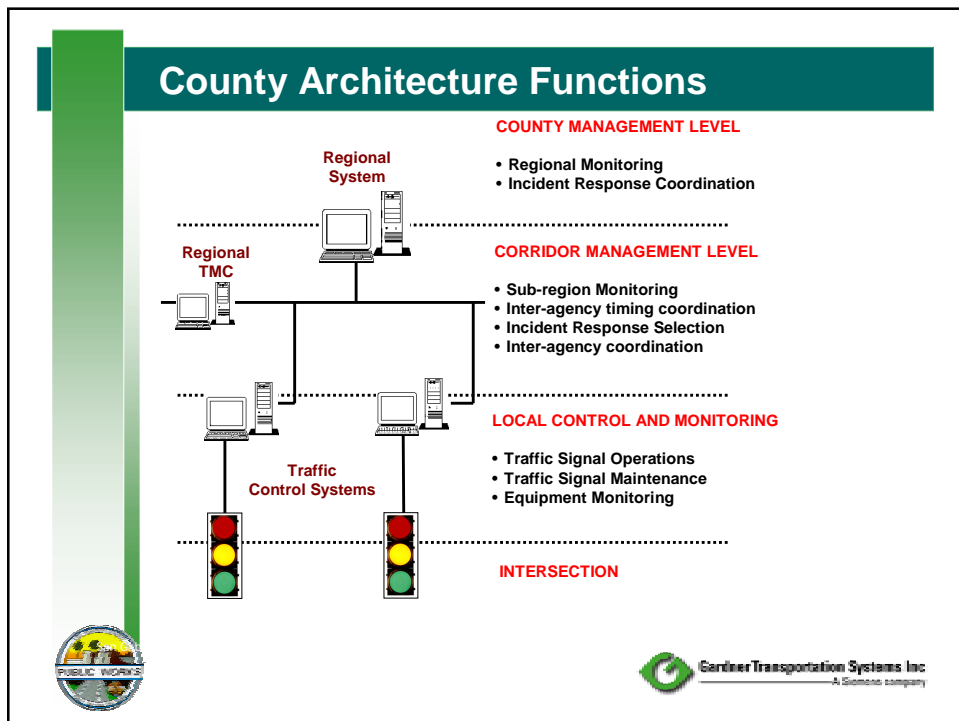 County Architecture Functions
COUNTY MANAGEMENT LEVEL
Regional
System
• Regional Monitoring
• Incident Response Coordination
Regional
TMC
CORRIDOR MANAGEMENT LEVEL
• Sub-region Monitoring
• Inter-agency timing coordination
• Incident Response Selection
• Inter-agency coordination
LOCAL CONTROL AND MONITORING
Traffic
Control Systems
• Traffic Signal Operations
• Traffic Signal Maintenance
• Equipment Monitoring
INTERSECTION
PUBLIC WORKS
Gardner Transportation Systems Inc
A Siemens company